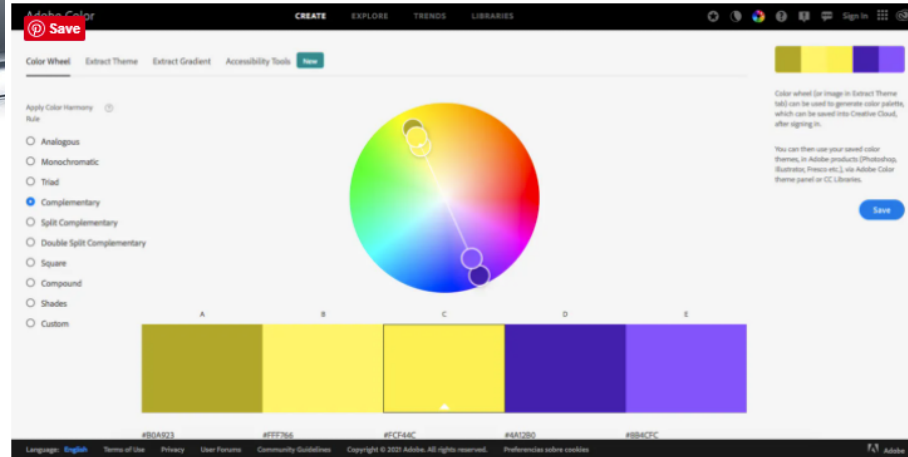 Adobe Color
CREATE EXPLORE TRENDS LIBRARIES
Sign In
Save
Color Wheel Extract Theme Extract Gradient Accessibility Tools New
Apply Color Harmony
Rule
Analogous
Monochromatic
Triad
Complementary
Split Complementary
Double Split Complementary
Square
Compound
Shades
Custom
Color wheel (or image in Extract Theme
tab) can be used to generate color palette,
which can be saved into Creative Cloud,
after signing in.
You can then use your saved color
themes, in Adobe products (Photoshop,
Illustrator, Fresco etc.), via Adobe Color
theme panel or CC Libraries.
Save
A B C D E
#B0A923 #FFF766 #FCF44C #4A12B0
Language: English Terms of Use Privacy User Forums Community Guidelines Copyright © 2021 Adobe. All rights reserved. Preferencias sobre cookies Adobe